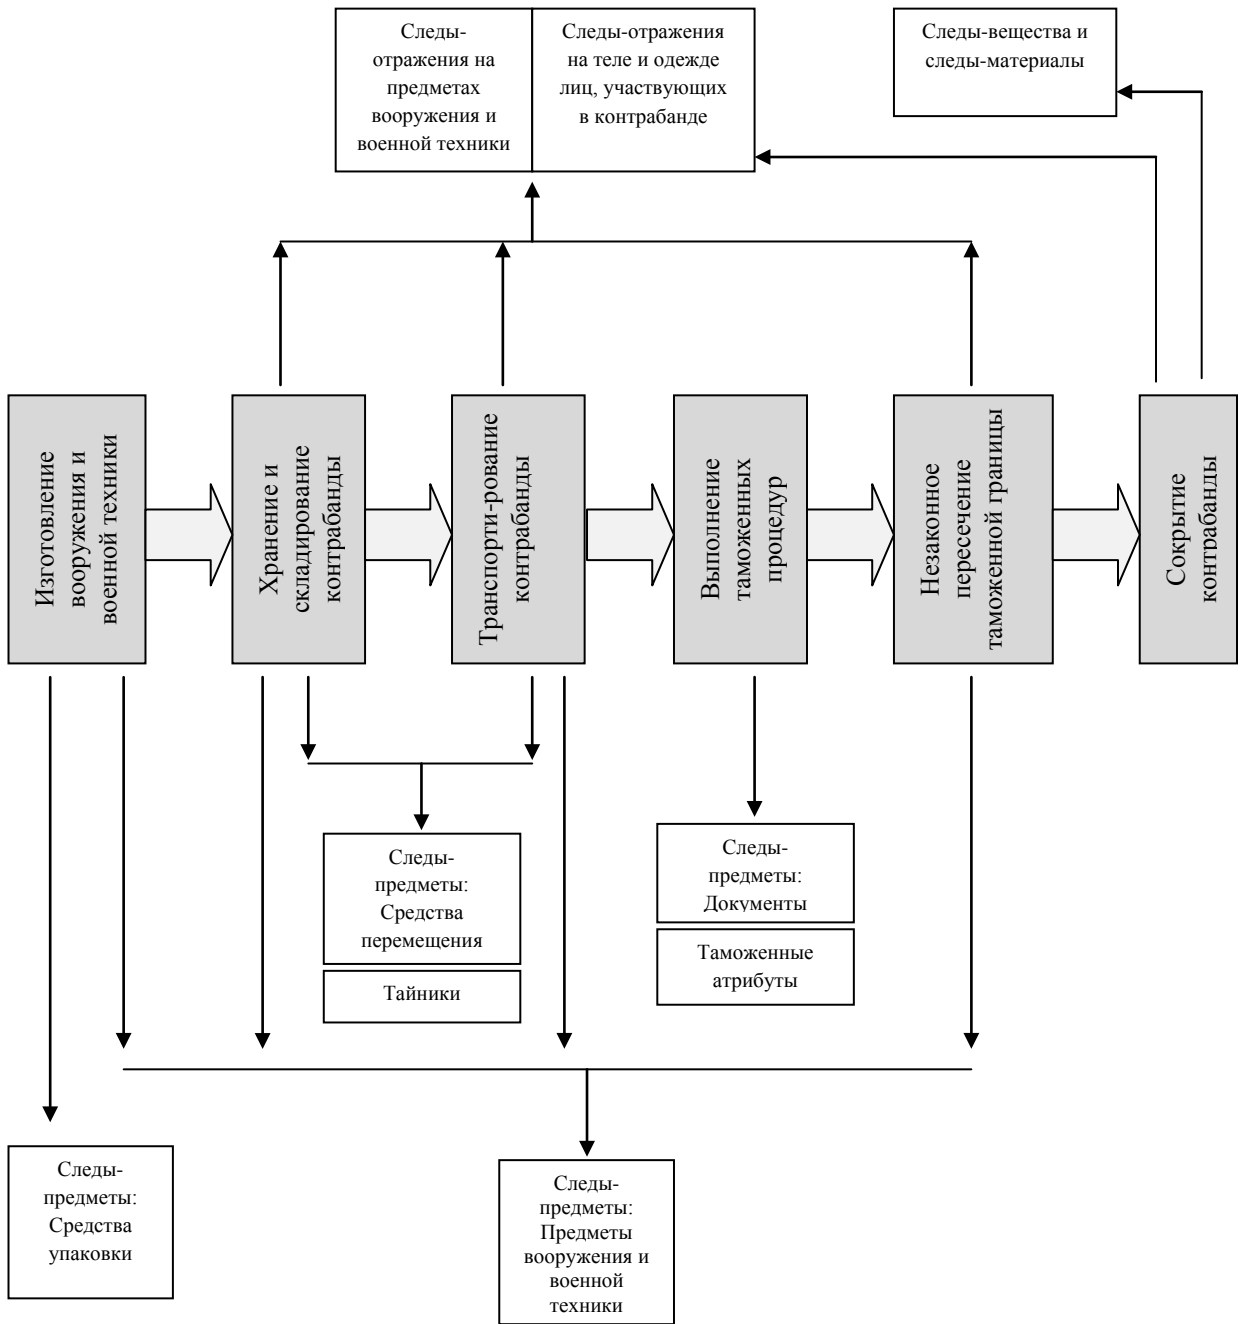 Следы-
отражения на
предметах
вооружения и
военной техники
Следы-отражения
на теле и одежде
лиц, участвующих
в контрабанде
Следы-вещества и
следы-материалы
Изготовление
вооружения и
военной техники
Хранение и
складирование
контрабанды
Транспорти-рование
контрабанды
Выполнение
таможенных
процедур
Незаконное
пересечение
таможенной границы
Сокрытие
контрабанды
Следы-
предметы:
Средства
перемещения
Тайники
Следы-
предметы:
Документы
Таможенные
атрибуты
Следы-
предметы:
Средства
упаковки
Следы-
предметы:
Предметы
вооружения и
военной
техники